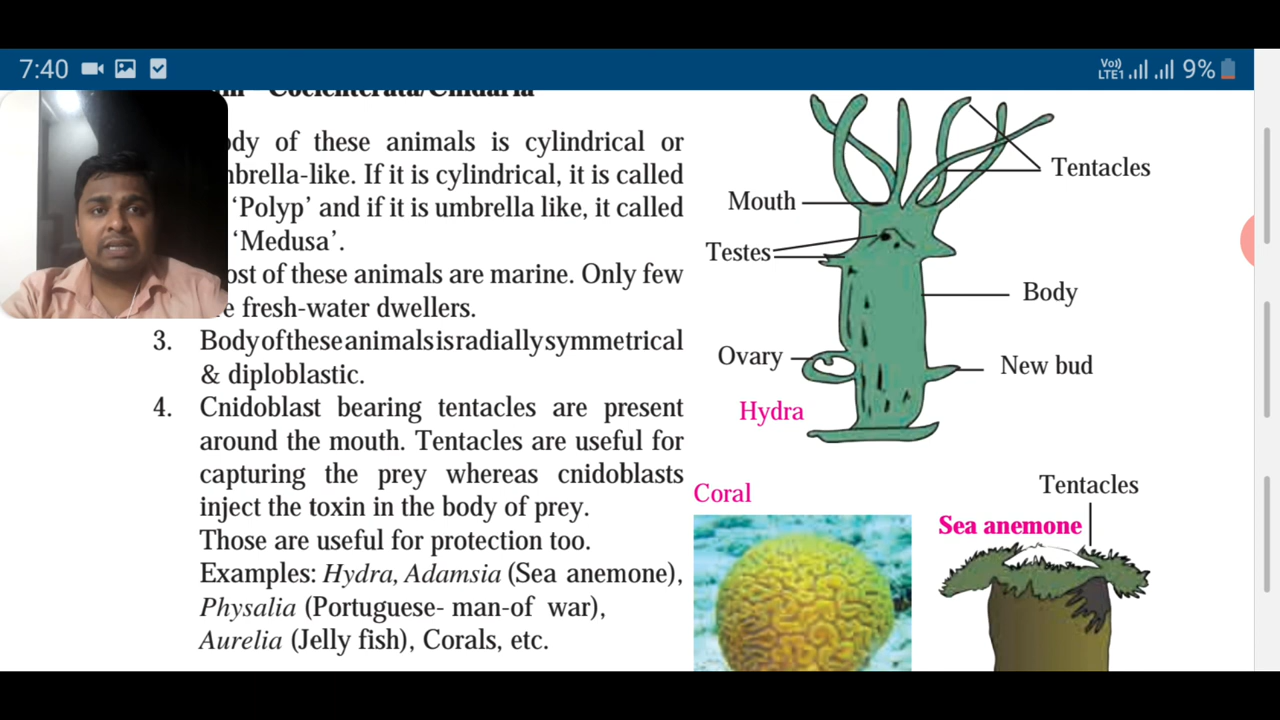 7:40
Vo)) LTE1 9%
Coelenterata/Cnidaria
of these animals is cylindrical or
-like. If it is cylindrical, it is called
‘Polyp’ and if it is umbrella like, it called
‘Medusa’.
of these animals are marine. Only few
fresh-water dwellers.
3. Body of these animals is radially symmetrical
& diploblastic.
4. Cnidoblast bearing tentacles are present
around the mouth. Tentacles are useful for
capturing the prey whereas cnidoblasts
inject the toxin in the body of prey.
Those are useful for protection too.
Examples: Hydra, Adamsia (Sea anemone),
Physalia (Portuguese- man-of war),
Aurelia (Jelly fish), Corals, etc.
Tentacles
Mouth
Testes
Body
Ovary
New bud
Hydra
Coral
Tentacles
Sea anemone